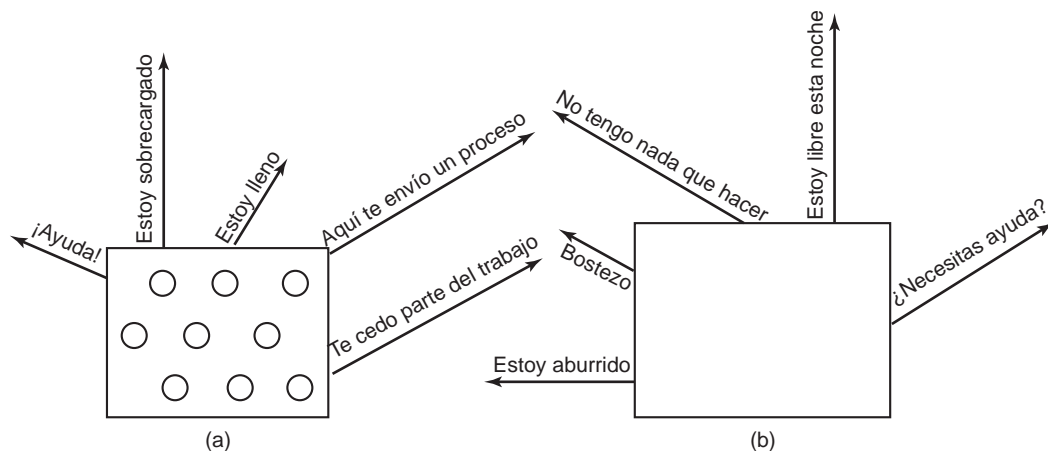 ¡Ayuda!
Estoy sobrecargado
Estoy lleno
Aquí te envío un proceso
Te cedo parte del trabajo
(a)
No tengo nada que hacer
Estoy libre esta noche
Bostezo
¿Necesitas ayuda?
Estoy aburrido
(b)